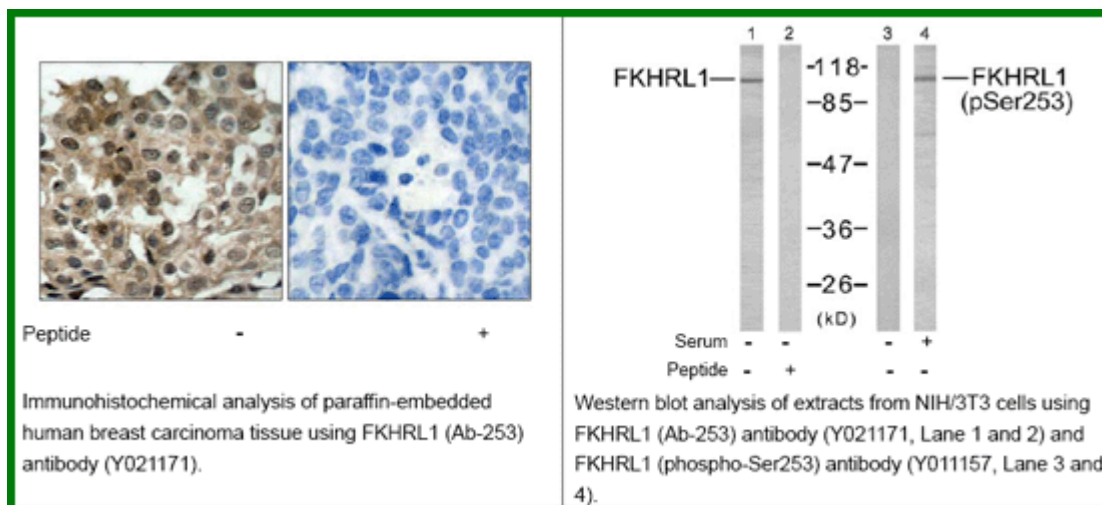 Peptide - +
Immunohistochemical analysis of paraffin-embedded
human breast carcinoma tissue using FKHRL1 (Ab-253)
antibody (Y021171).
1 2 3 4
FKHRL1
-118-
FKHRL1
(pSer253)
-85-
-47-
-36-
-26-
(kD)
Serum - - - +
Peptide - + - -
Western blot analysis of extracts from NIH/3T3 cells using
FKHRL1 (Ab-253) antibody (Y021171, Lane 1 and 2) and
FKHRL1 (phospho-Ser253) antibody (Y011157, Lane 3 and
4).